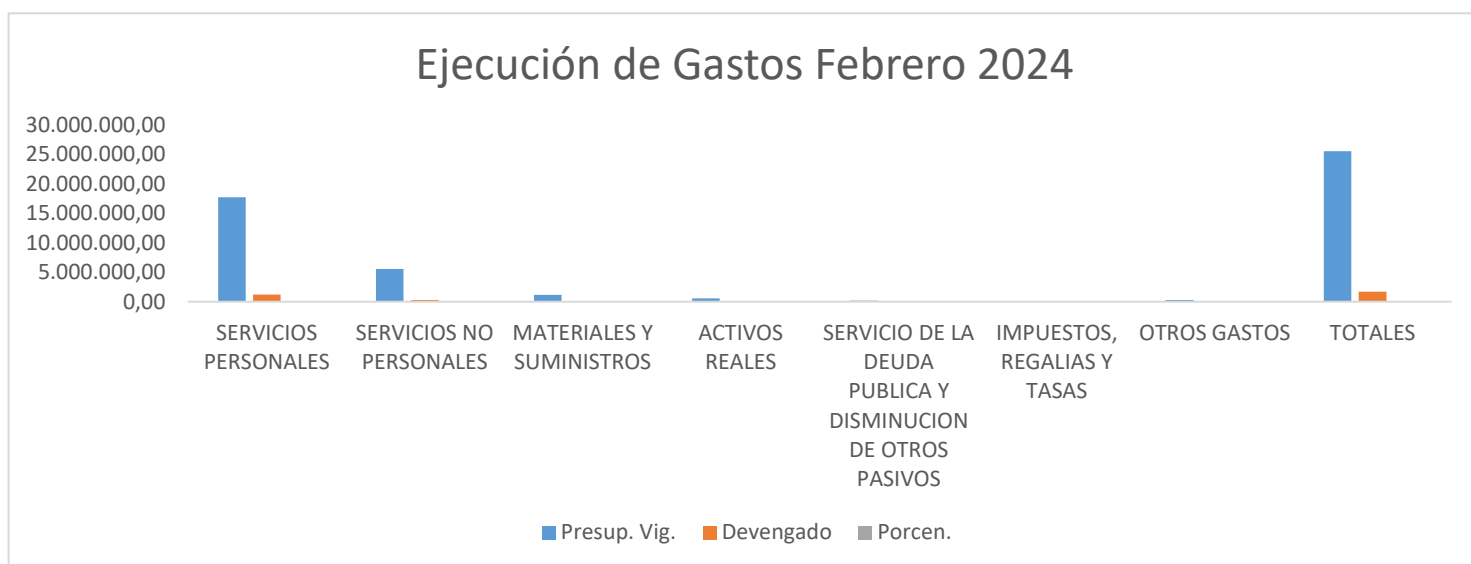 Ejecución de Gastos Febrero 2024
30.000.000,00
25.000.000,00
20.000.000,00
15.000.000,00
10.000.000,00
5.000.000,00
0,00
SERVICIOS
PERSONALES
SERVICIOS NO
PERSONALES
MATERIALES Y
SUMINISTROS
ACTIVOS
REALES
SERVICIO DE LA
DEUDA
PUBLICA Y
DISMINUCION
DE OTROS
PASIVOS
IMPUESTOS,
REGALIAS Y
TASAS
OTROS GASTOS
TOTALES
Presup. Vig.
Devengado
Porcen.